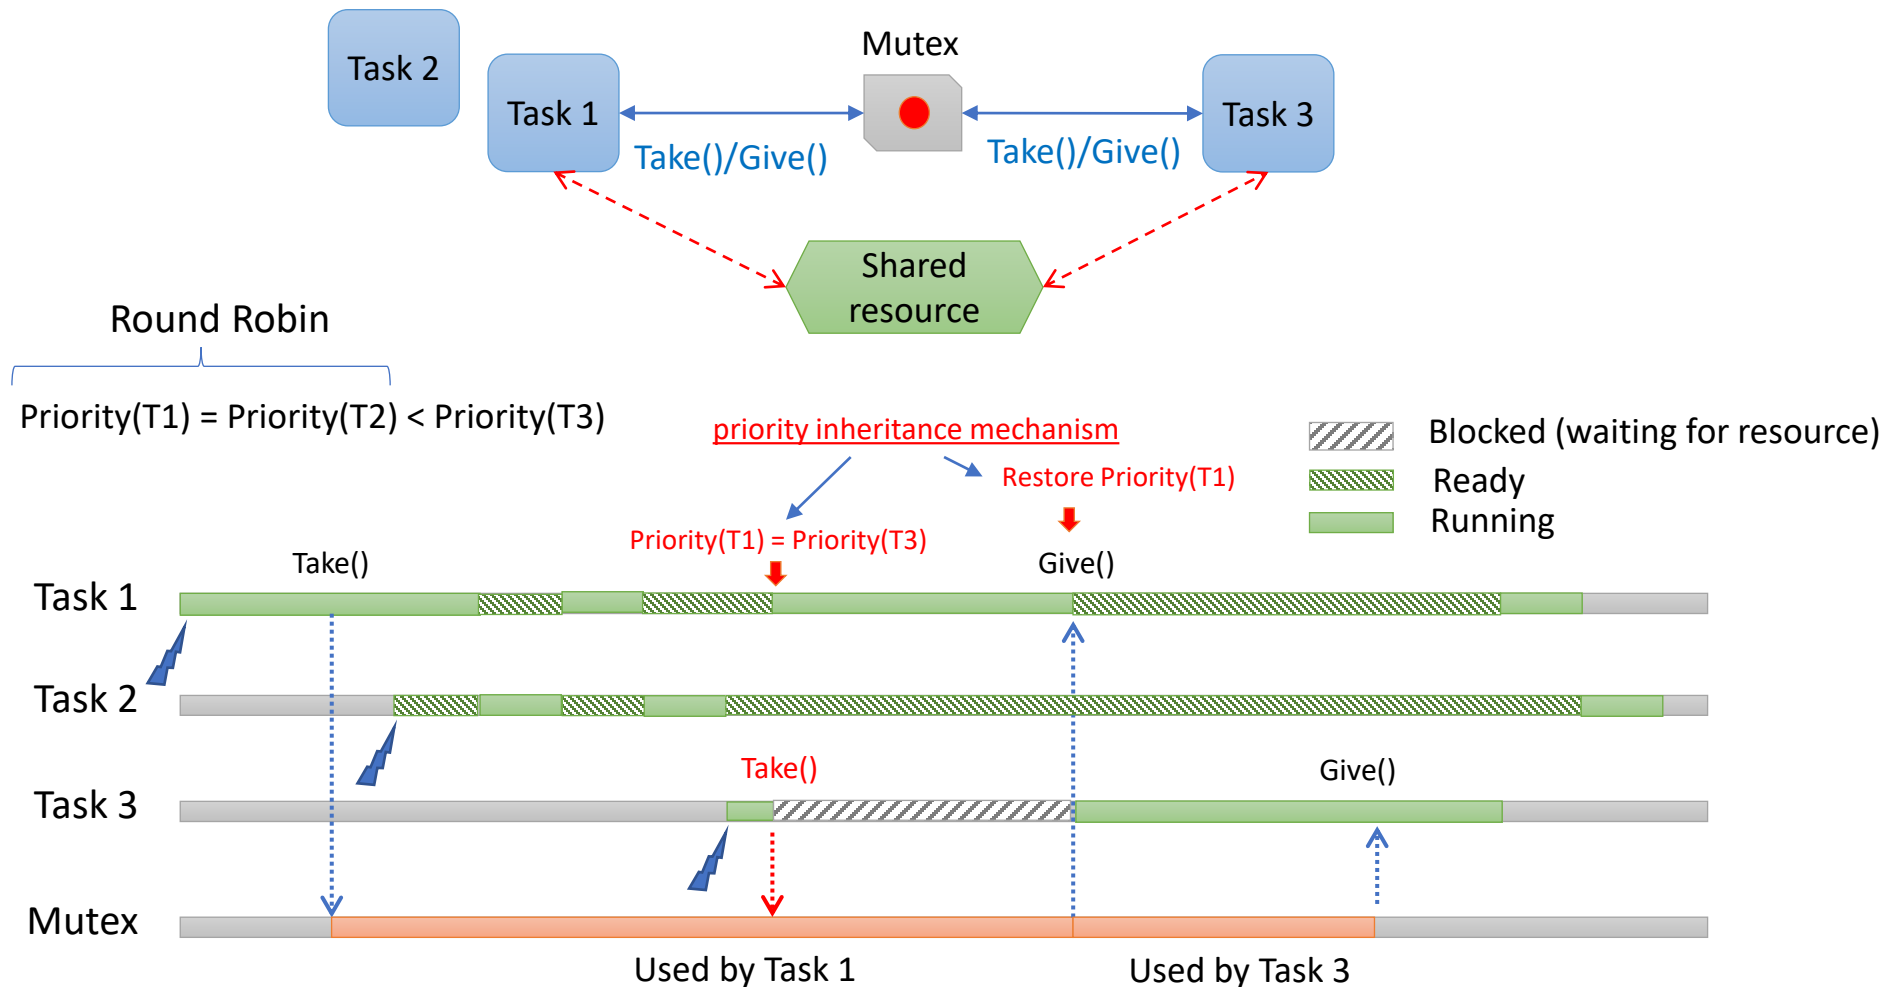 Mutex
Task 2
Task 1
Task 3
Take()/Give()
Take()/Give()
Shared
resource
Round Robin
Priority(T1) = Priority(T2) < Priority(T3)
priority inheritance mechanism
Blocked (waiting for resource)
Restore Priority(T1)
Ready
Running
Priority(T1) = Priority(T3)
Take()
Give()
Task 1
Task 2
Take()
Give()
Task 3
Mutex
Used by Task 1
Used by Task 3